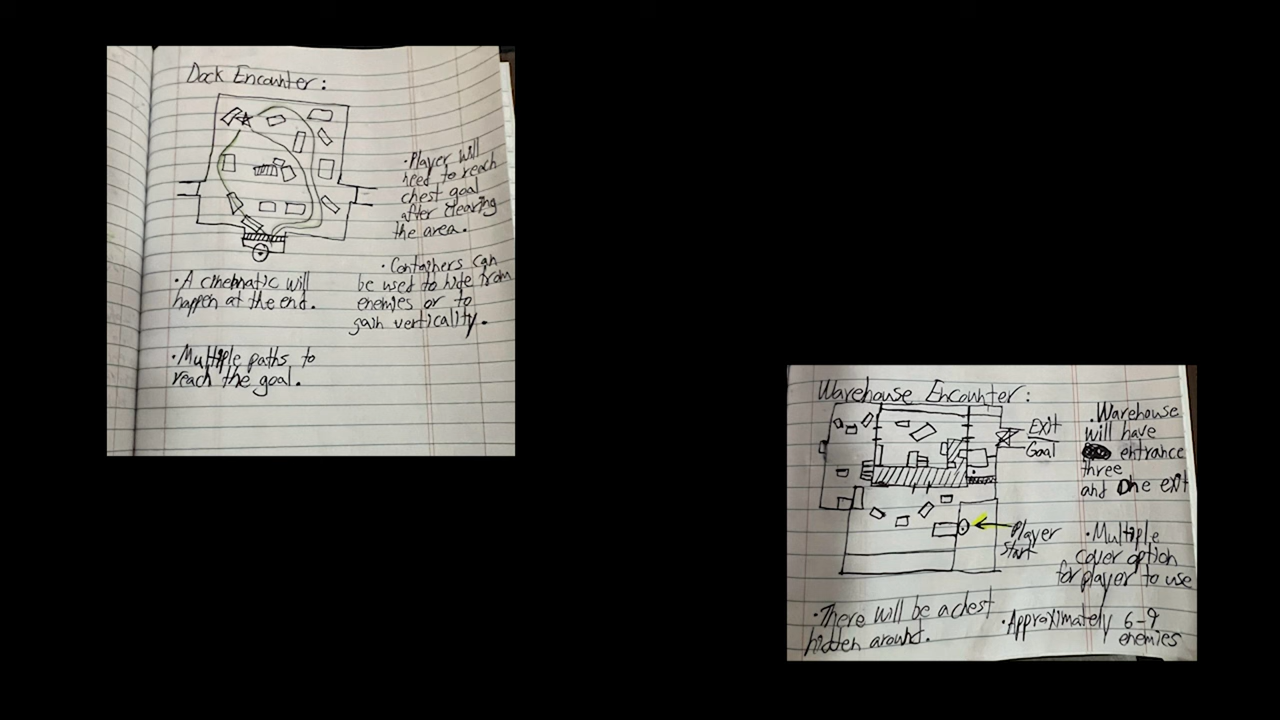 Dock Encounter:
• Player will
need to reach
chest goal
after clearing
the area.
• Containers can
be used to hide from
enemies or to
gain verticality.
• A cinematic will
happen at the end.
• Multiple paths to
reach the goal.
Warehouse Encounter:
Exit
Goal
• Warehouse
will have
entrance
three
and One exit
Player
start
• Multiple
cover option
for player to use
• There will be a chest
hidden around.
• Approximately 6-9
enemies